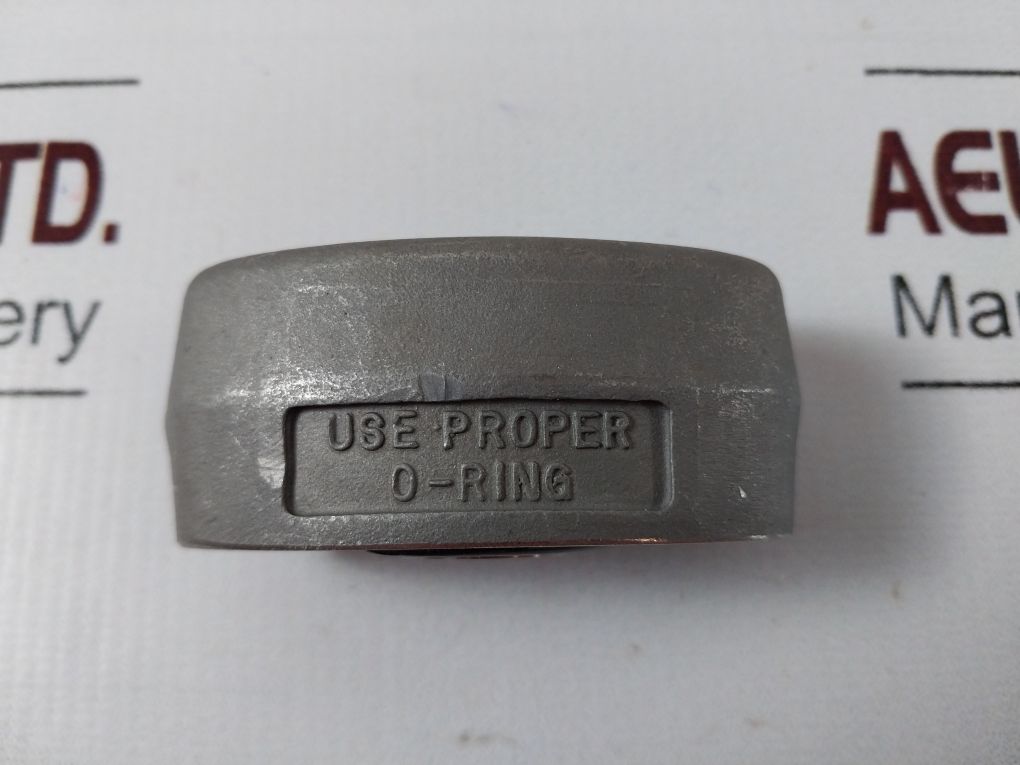 USE PROPER
O-RING
TD.
ery
AE
Ma